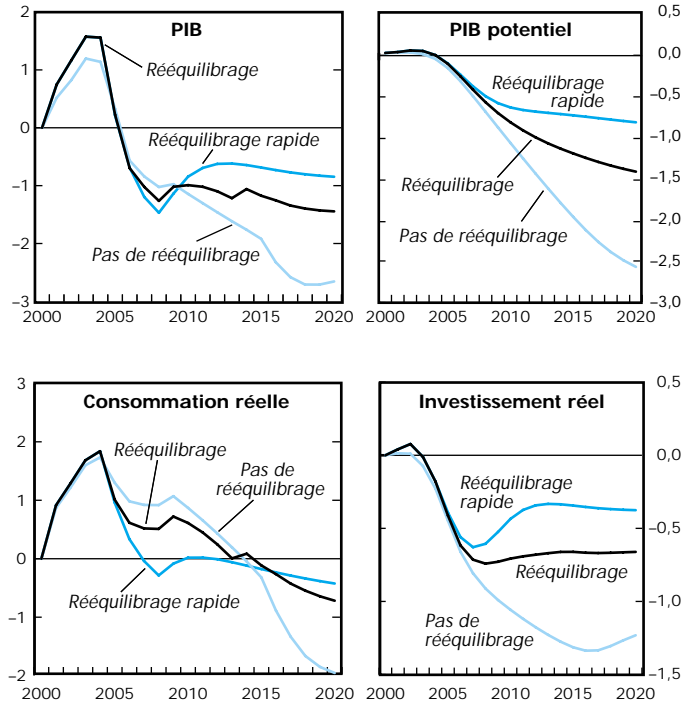 PIB
2
1
0
−1
−2
−3
Rééquilibrage
Rééquilibrage rapide
Pas de rééquilibrage
2000 2005 2010 2015 2020
PIB potentiel
0,5
0,0
−0,5
−1,0
−1,5
−2,0
−2,5
−3,0
Rééquilibrage
rapide
Rééquilibrage
Pas de rééquilibrage
2000 2005 2010 2015 2020
Consommation réelle
3
2
1
0
−1
−2
Rééquilibrage
Pas de
rééquilibrage
Rééquilibrage rapide
2000 2005 2010 2015 2020
Investissement réel
0,5
0,0
−0,5
−1,0
−1,5
Rééquilibrage
rapide
Rééquilibrage
Pas de
rééquilibrage
2000 2005 2010 2015 2020